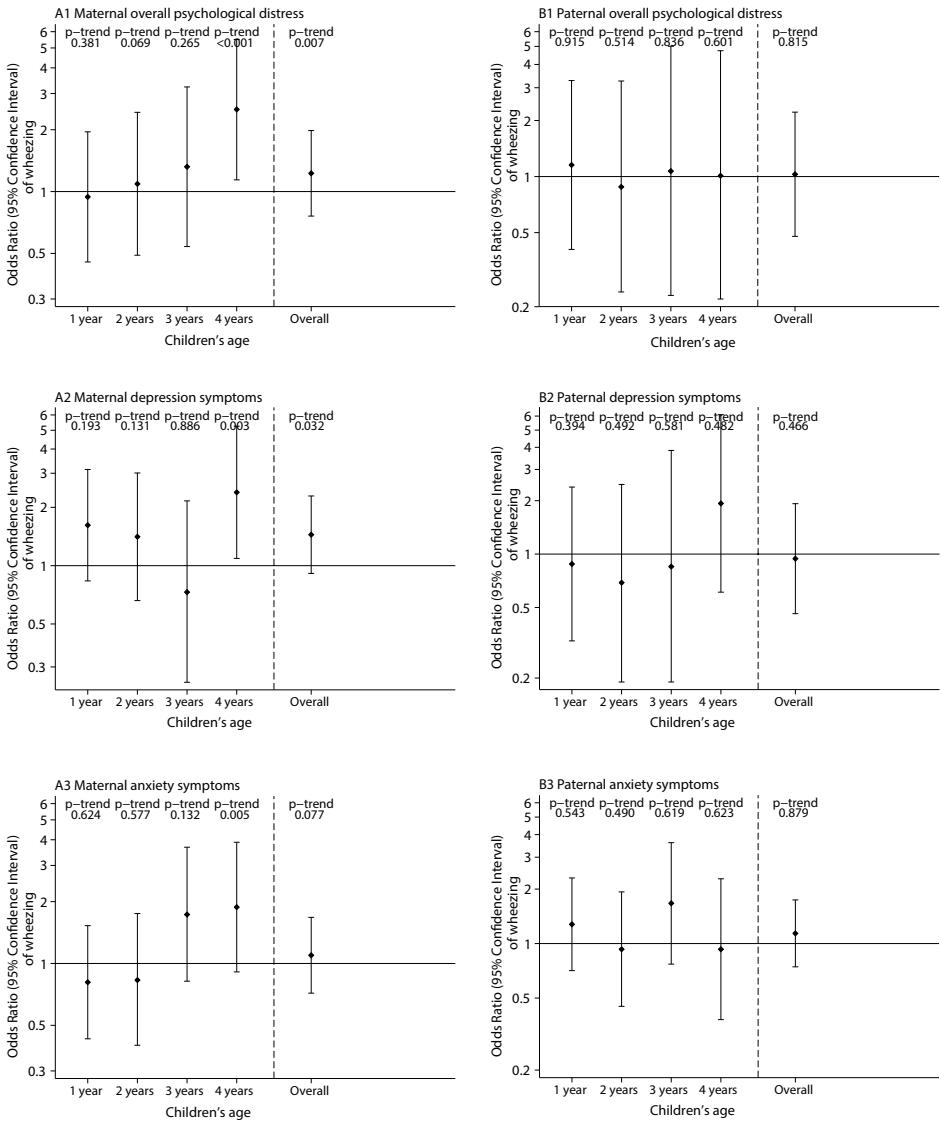 A1 Maternal overall psychological distress
p−trend p−trend p−trend p−trend p−trend
0.381 0.069 0.265 <0.001 0.007
6
5
4
3
2
1
0.5
0.3
Odds Ratio (95% Confidence Interval)
of wheezing
1 year 2 years 3 years 4 years Overall
Children's age
B1 Paternal overall psychological distress
p−trend p−trend p−trend p−trend p−trend
0.915 0.514 0.836 0.601 0.815
6
5
4
3
2
1
0.5
0.2
Odds Ratio (95% Confidence Interval)
of wheezing
1 year 2 years 3 years 4 years Overall
Children's age
A2 Maternal depression symptoms
p−trend p−trend p−trend p−trend p−trend
0.193 0.131 0.886 0.003 0.032
6
5
4
3
2
1
0.5
0.3
Odds Ratio (95% Confidence Interval)
of wheezing
1 year 2 years 3 years 4 years Overall
Children's age
B2 Paternal depression symptoms
p−trend p−trend p−trend p−trend p−trend
0.394 0.492 0.581 0.482 0.466
6
5
4
3
2
1
0.5
0.2
Odds Ratio (95% Confidence Interval)
of wheezing
1 year 2 years 3 years 4 years Overall
Children's age
A3 Maternal anxiety symptoms
p−trend p−trend p−trend p−trend p−trend
0.624 0.577 0.132 0.005 0.077
6
5
4
3
2
1
0.5
0.3
Odds Ratio (95% Confidence Interval)
of wheezing
1 year 2 years 3 years 4 years Overall
Children's age
B3 Paternal anxiety symptoms
p−trend p−trend p−trend p−trend p−trend
0.543 0.490 0.619 0.623 0.879
6
5
4
3
2
1
0.5
0.2
Odds Ratio (95% Confidence Interval)
of wheezing
1 year 2 years 3 years 4 years Overall
Children's age